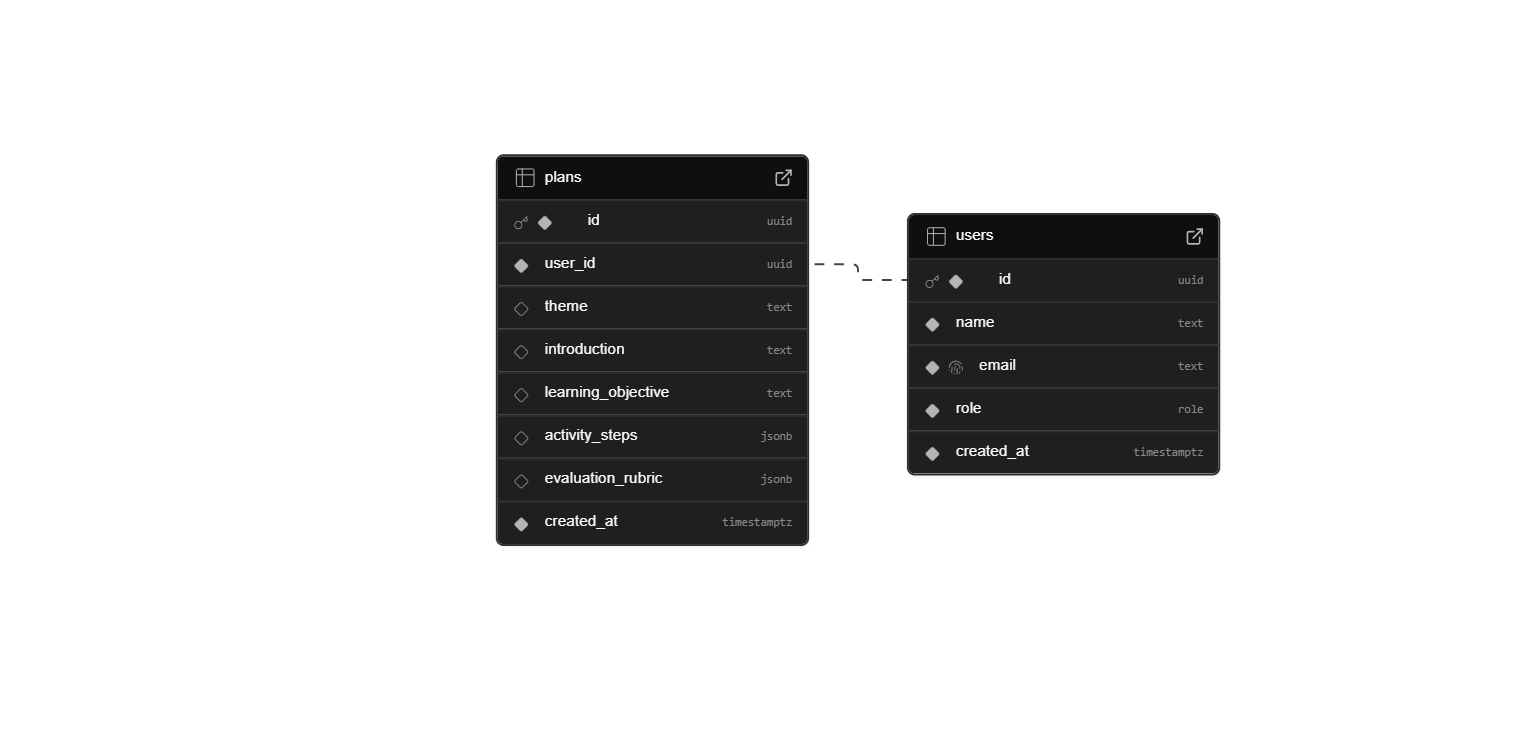 plans
id uuid
user_id uuid
theme text
introduction text
learning_objective text
activity_steps jsonb
evaluation_rubric jsonb
created_at timestamptz
users
id uuid
name text
email text
role role
created_at timestamptz